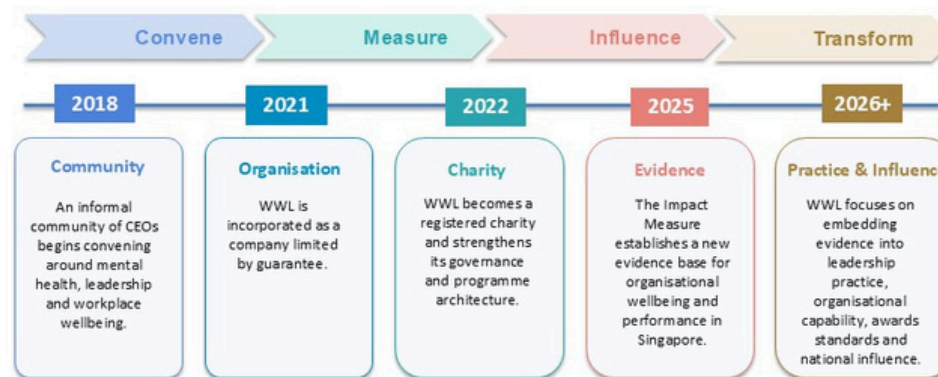 Convene
Measure
Influence
Transform
2018
2021
2022
2025
2026+
Community
An informal
community of CEOs
begins convening
around mental
health, leadership
and workplace
wellbeing.
Organisation
WWL is
incorporated as a
company limited
by guarantee.
Charity
WWL becomes a
registered charity
and strengthens
its governance
and programme
architecture.
Evidence
The Impact
Measure
establishes a new
evidence base for
organisational
wellbeing and
performance in
Singapore.
Practice & Influenc
WWL focuses on
embedding
evidence into
leadership
practice,
organisational
capability, awards
standards and
national influence.